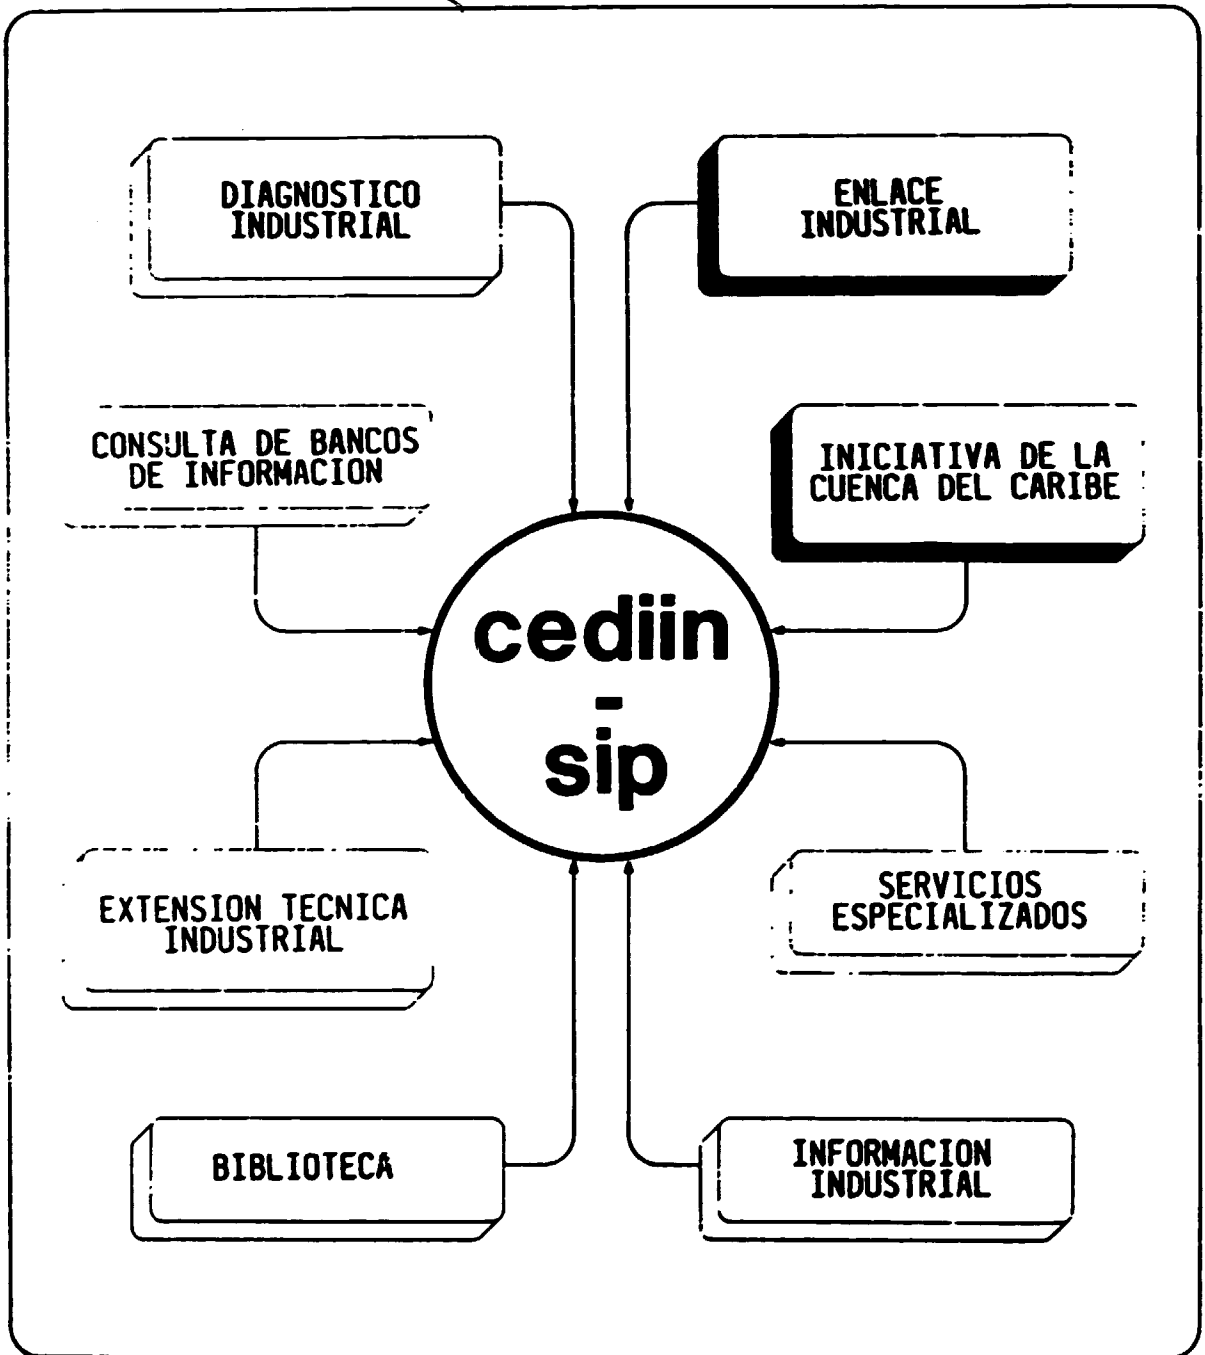 DIAGNOSTICO
INDUSTRIAL
ENLACE
INDUSTRIAL
CONSULTA DE BANCOS
DE INFORMACION
INICIATIVA DE LA
CUENCA DEL CARIBE
cediin
-
sip
EXTENSION TECNICA
INDUSTRIAL
SERVICIOS
ESPECIALIZADOS
BIBLIOTECA
INFORMACION
INDUSTRIAL